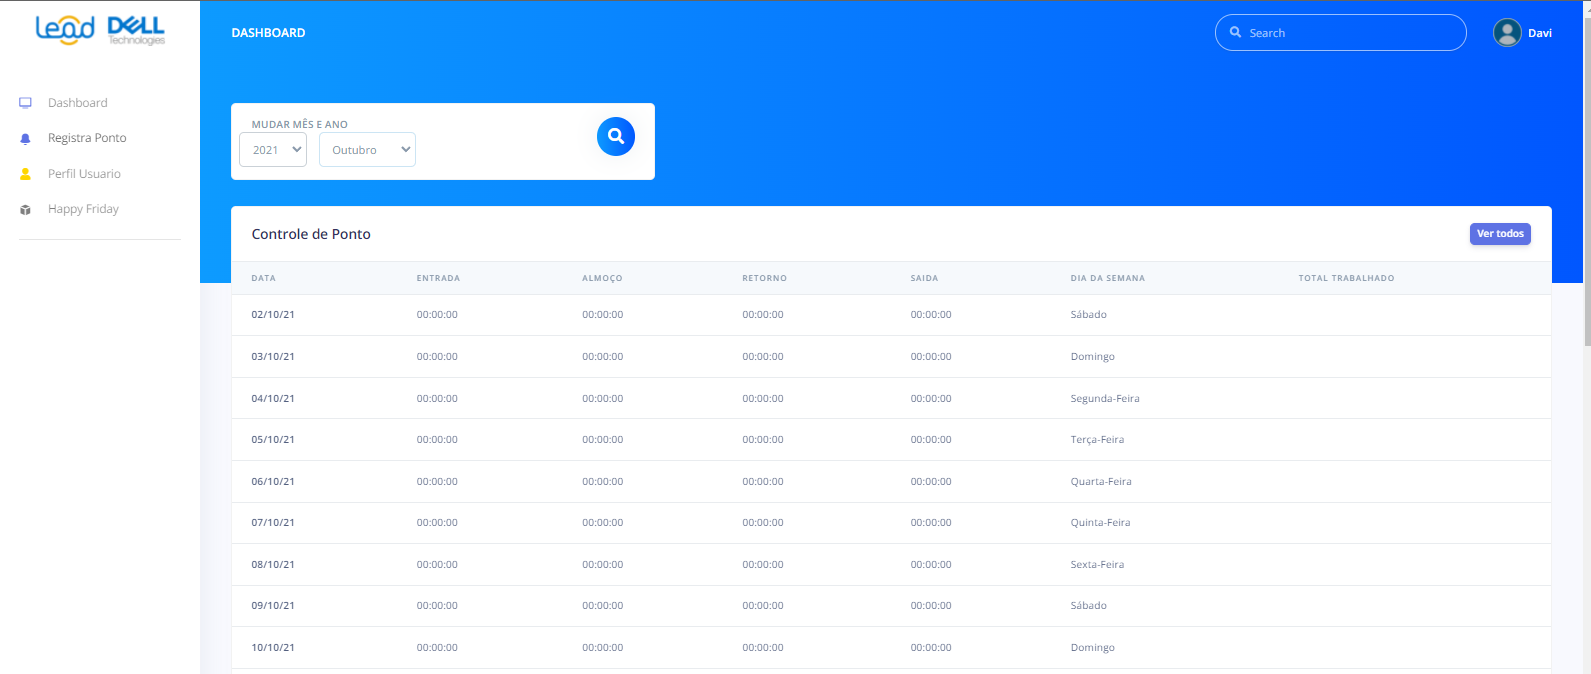 Lead DELL Technologies
DASHBOARD
Search
Davi
Dashboard
Registra Ponto
Perfil Usuario
Happy Friday
MUDAR MÊS E ANO
2021 Outubro
Controle de Ponto
Ver todos
DATA ENTRADA ALMOÇO RETORNO SAIDA DIA DA SEMANA TOTAL TRABALHADO
02/10/21 00:00:00 00:00:00 00:00:00 00:00:00 Sábado
03/10/21 00:00:00 00:00:00 00:00:00 00:00:00 Domingo
04/10/21 00:00:00 00:00:00 00:00:00 00:00:00 Segunda-Feira
05/10/21 00:00:00 00:00:00 00:00:00 00:00:00 Terça-Feira
06/10/21 00:00:00 00:00:00 00:00:00 00:00:00 Quarta-Feira
07/10/21 00:00:00 00:00:00 00:00:00 00:00:00 Quinta-Feira
08/10/21 00:00:00 00:00:00 00:00:00 00:00:00 Sexta-Feira
09/10/21 00:00:00 00:00:00 00:00:00 00:00:00 Sábado
10/10/21 00:00:00 00:00:00 00:00:00 00:00:00 Domingo